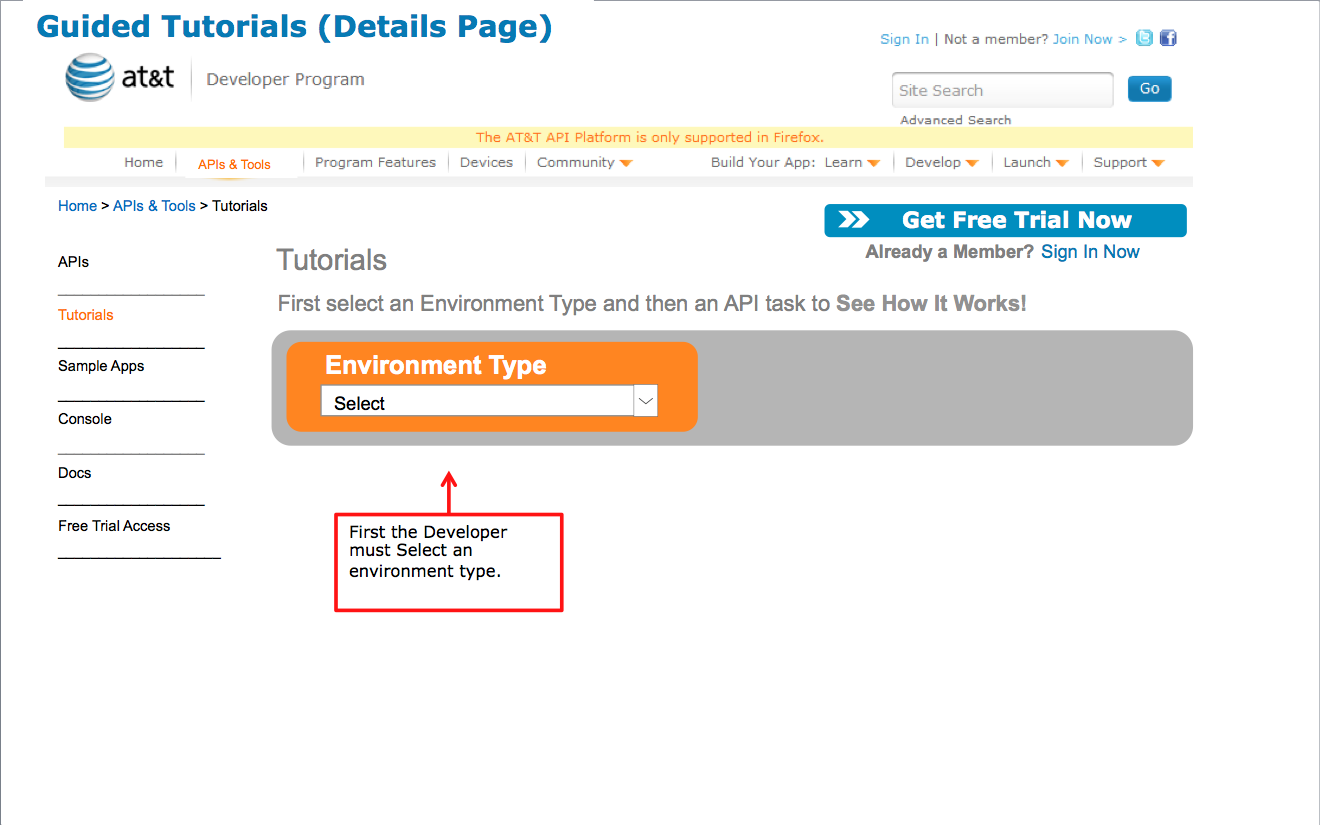 Guided Tutorials (Details Page)
Sign In | Not a member? Join Now >
at&t Developer Program
Site Search Go
Advanced Search
The AT&T API Platform is only supported in Firefox.
Home APIs & Tools Program Features Devices Community Build Your App: Learn Develop Launch Support
Home > APIs & Tools > Tutorials
Get Free Trial Now
Already a Member? Sign In Now
APIs
Tutorials
Sample Apps
Console
Docs
Free Trial Access
Tutorials
First select an Environment Type and then an API task to See How It Works!
Environment Type
Select
First the Developer
must Select an
environment type.